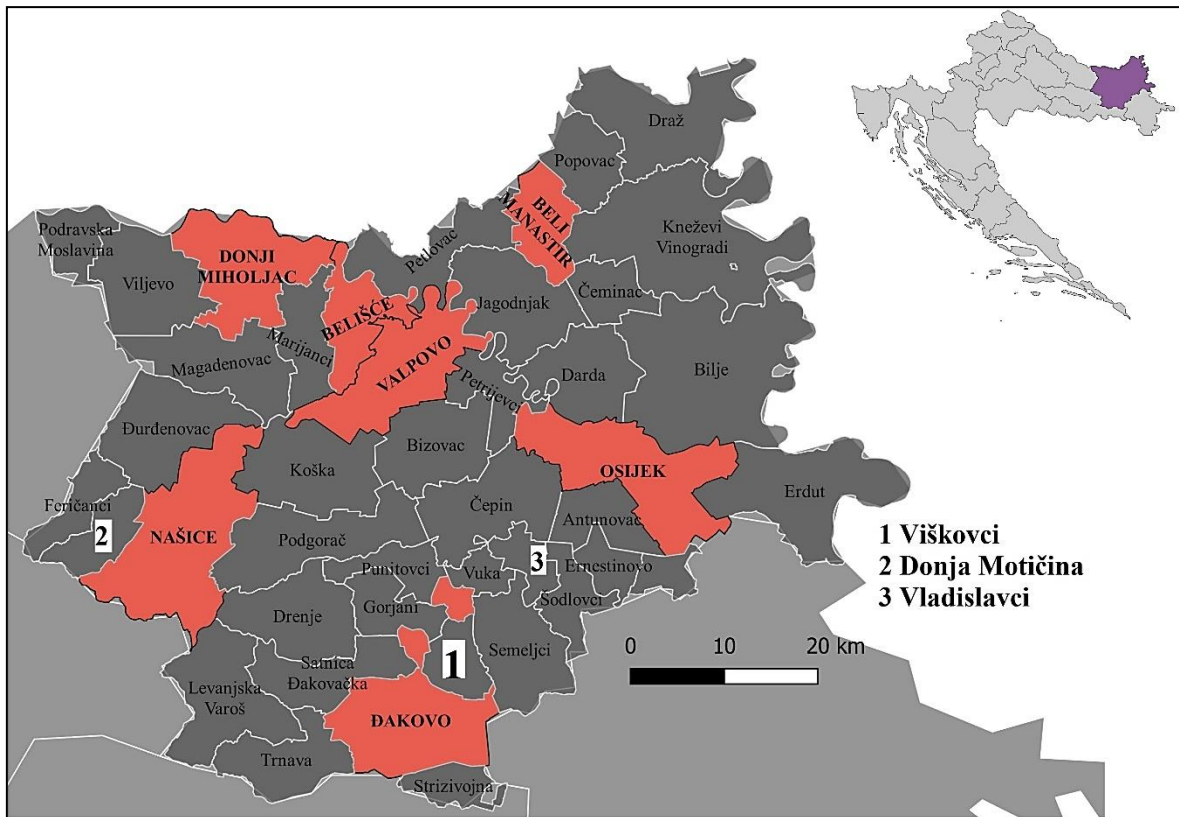 Draž
Popovac
BELI
MANASTIR
Kneževi
Vinogradi
Podravska
Moslavina
DONJI
MIHOLJAC
Petlovac
Viljevo
Čeminac
Jagodnjak
BELIŠĆE
Marijanci
Magadenovac
VALPOVO
Petrijevci
Darda
Bilje
Đurđenovac
Bizovac
Koška
OSIJEK
Erdut
Feričanci
Čepin
Antunovac
2
NAŠICE
Podgorač
3
Punitovci
Vuka
Ernestinovo
Šodlovci
Gorjani
Drenje
Semeljci
1
Satnica
Đakovačka
Levanjska
Varoš
ĐAKOVO
Trnava
Strizivojna
1 Viškovci
2 Donja Motičina
3 Vladislavci
0 10 20 km